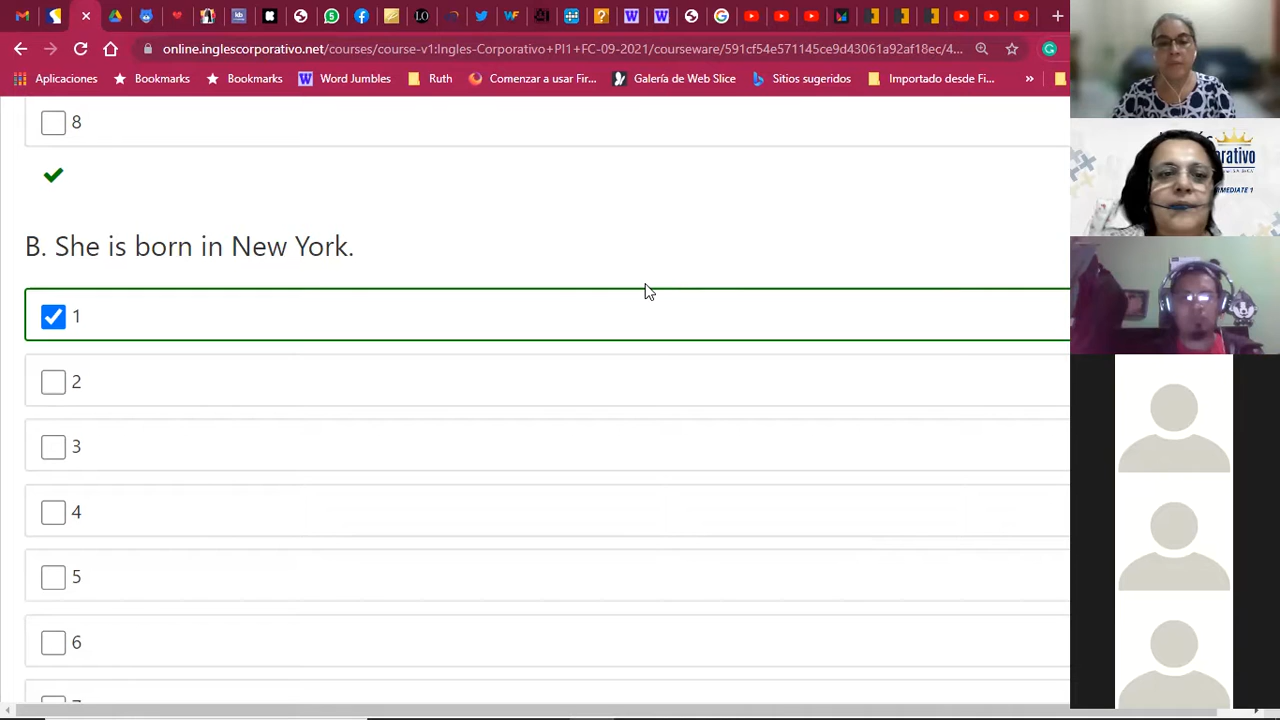 online.inglescorporativo.net/courses/course-v1:Ingles-Corporativo+PI1+FC-09-2021/courseware/591cf54e571145ce9d43061a92af18ec/4...
Aplicaciones
Bookmarks
Bookmarks
Word Jumbles
Ruth
Comenzar a usar Fir...
Galería de Web Slice
Sitios sugeridos
Importado desde Fi...
»
8
B. She is born in New York.
1
2
3
4
5
6